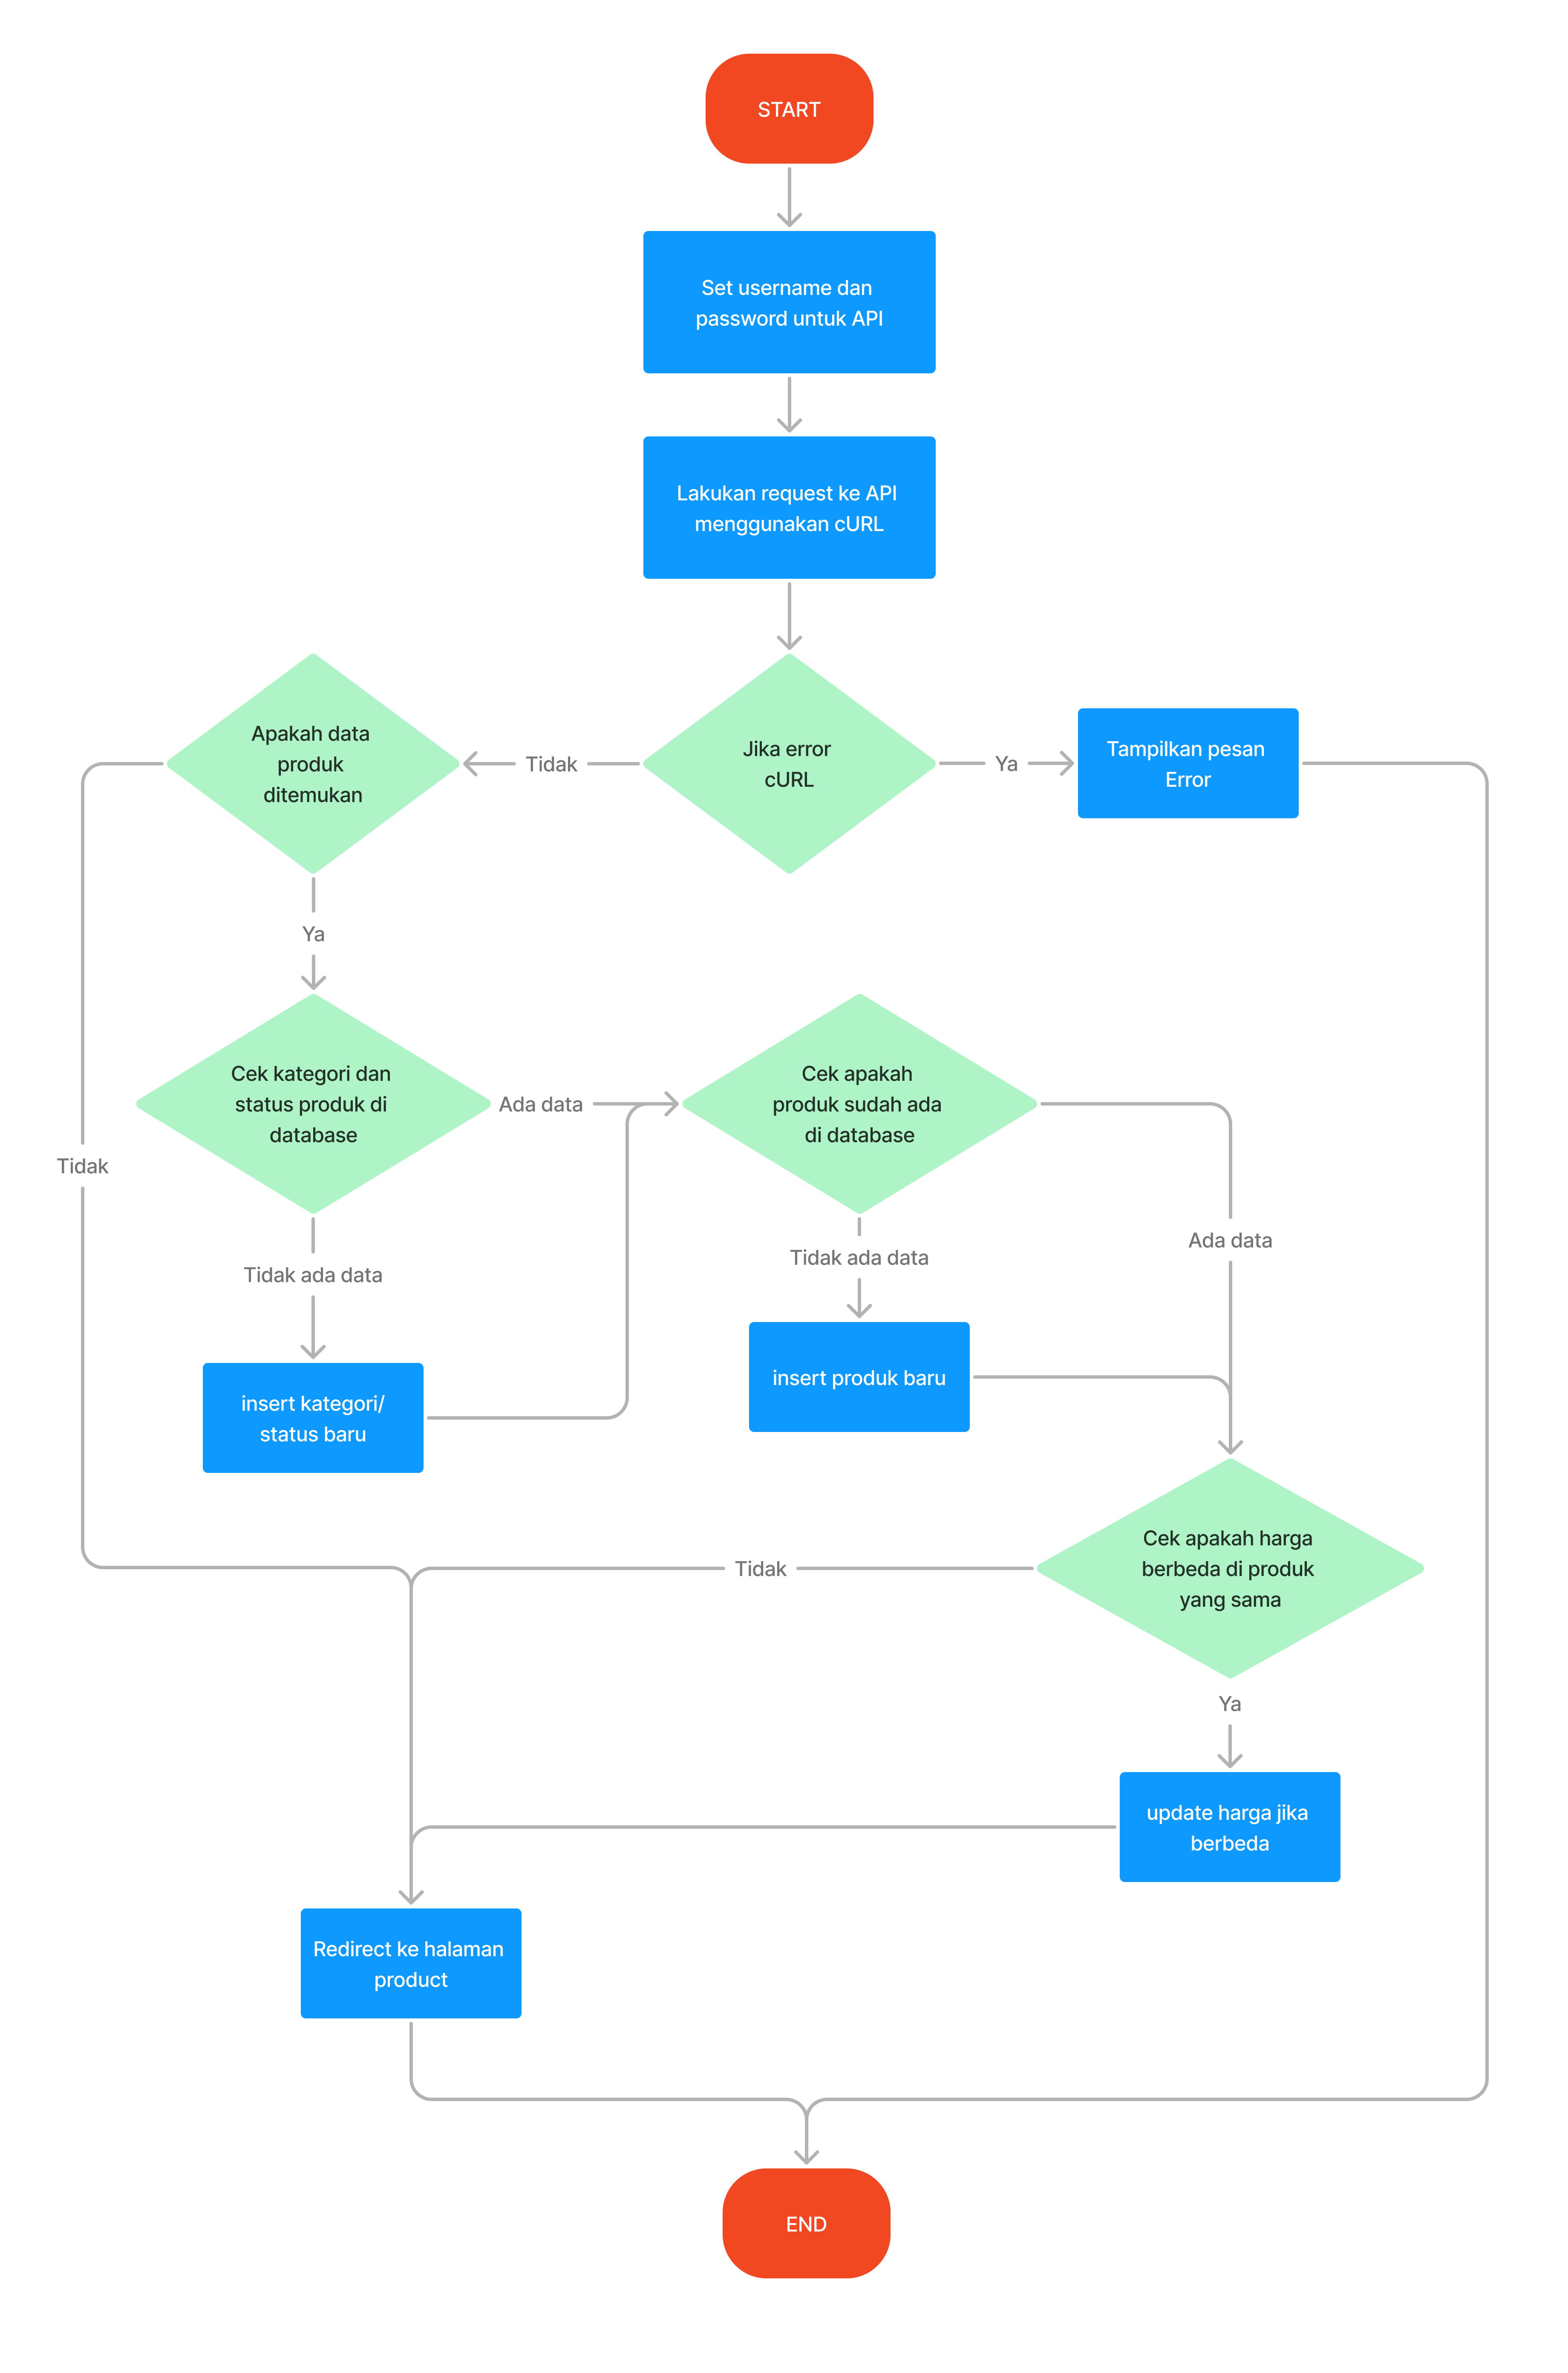 START
Set username dan
password untuk API
Lakukan request ke API
menggunakan cURL
Jika error
cURL
Ya
Tampilkan pesan
Error
Tidak
Apakah data
produk
ditemukan
Ya
Tidak
Cek kategori dan
status produk di
database
Ada data
Cek apakah
produk sudah ada
di database
Ada data
Tidak ada data
Tidak ada data
insert kategori/
status baru
insert produk baru
Cek apakah harga
berbeda di produk
yang sama
Tidak
Ya
update harga jika
berbeda
Redirect ke halaman
product
END